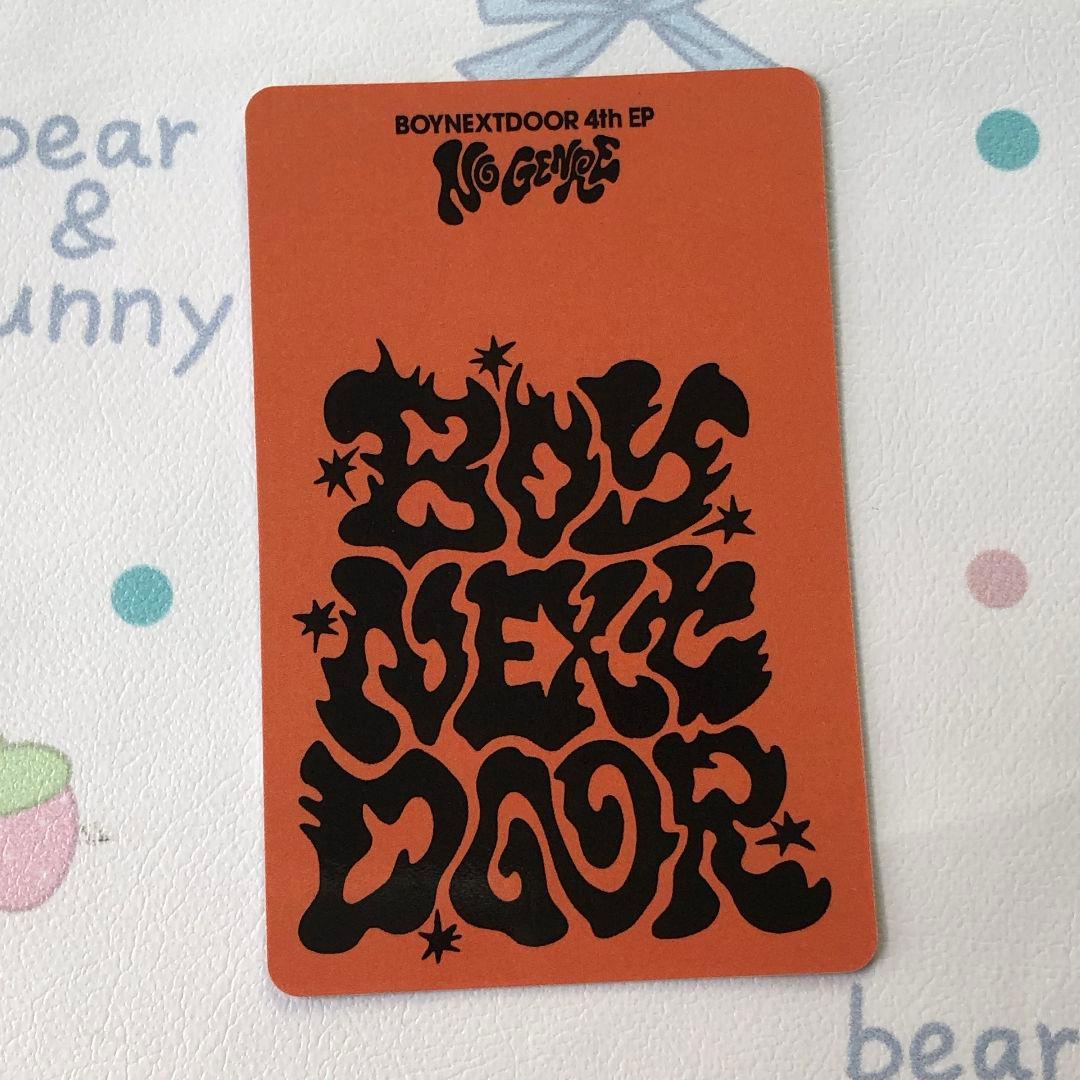 bear
&
unny
BOYNEXTDOOR 4th EP
NO GENRE
BOY
NEXT
DOOR
bear